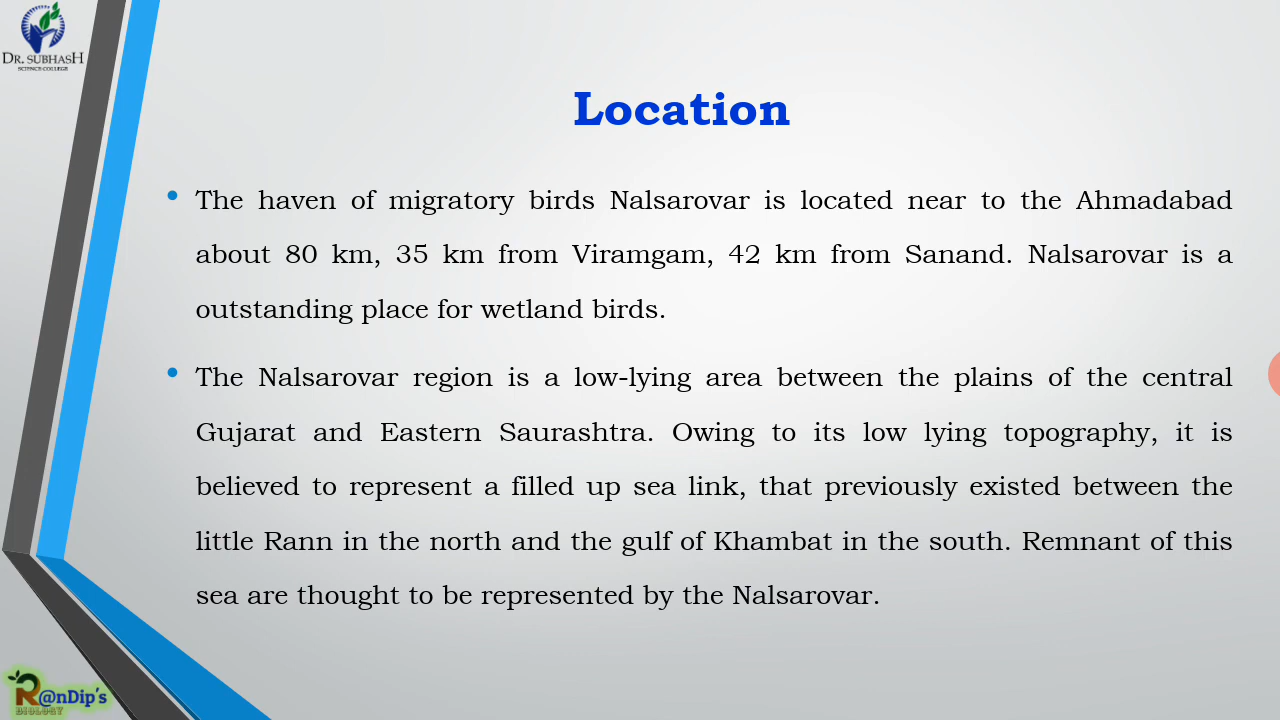 DR. SUBHASH
SCIENCE COLLEGE
Location
• The haven of migratory birds Nalsarovar is located near to the Ahmadabad
about 80 km, 35 km from Viramgam, 42 km from Sanand. Nalsarovar is a
outstanding place for wetland birds.
• The Nalsarovar region is a low-lying area between the plains of the central
Gujarat and Eastern Saurashtra. Owing to its low lying topography, it is
believed to represent a filled up sea link, that previously existed between the
little Rann in the north and the gulf of Khambat in the south. Remnant of this
sea are thought to be represented by the Nalsarovar.
R@nDip's
BIOLOGY